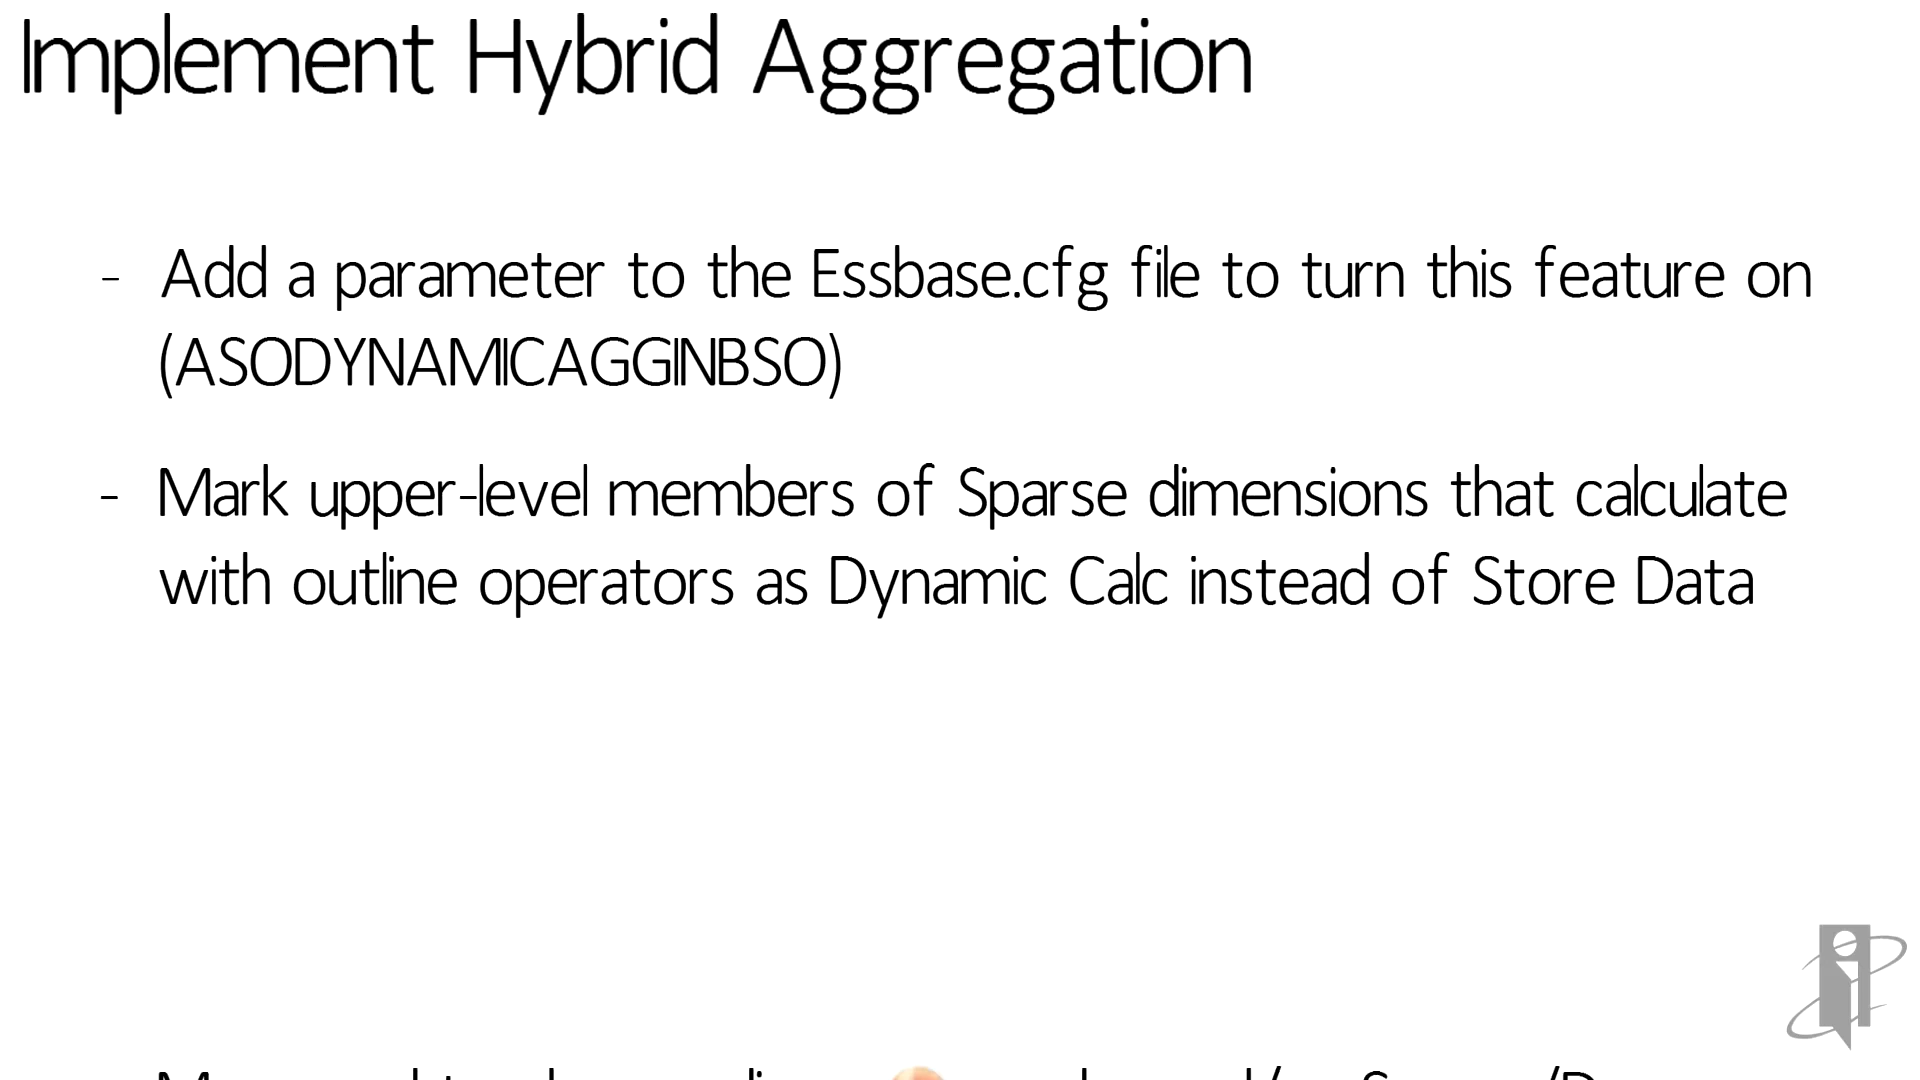 Implement Hybrid Aggregation
- Add a parameter to the Essbase.cfg file to turn this feature on
(ASODYNAMICAGGINBSO)
- Mark upper-level members of Sparse dimensions that calculate
with outline operators as Dynamic Calc instead of Store Data